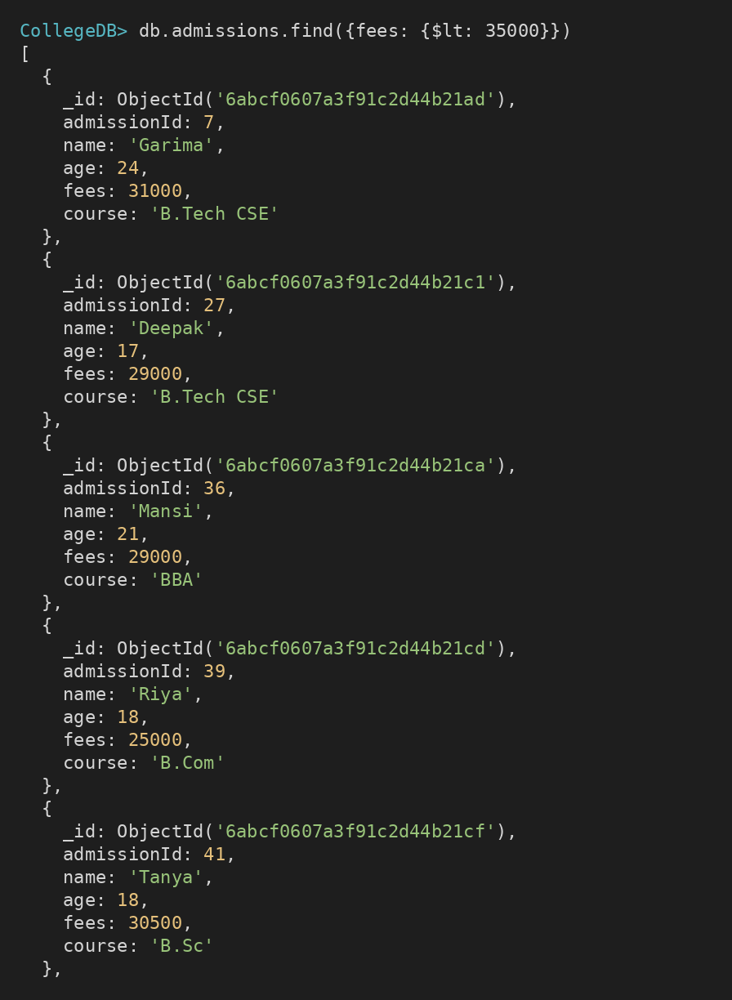 CollegeDB> db.admissions.find({fees: {$lt: 35000}})
[
  {
    _id: ObjectId('6abcf0607a3f91c2d44b21ad'),
    admissionId: 7,
    name: 'Garima',
    age: 24,
    fees: 31000,
    course: 'B.Tech CSE'
  },
  {
    _id: ObjectId('6abcf0607a3f91c2d44b21c1'),
    admissionId: 27,
    name: 'Deepak',
    age: 17,
    fees: 29000,
    course: 'B.Tech CSE'
  },
  {
    _id: ObjectId('6abcf0607a3f91c2d44b21ca'),
    admissionId: 36,
    name: 'Mansi',
    age: 21,
    fees: 29000,
    course: 'BBA'
  },
  {
    _id: ObjectId('6abcf0607a3f91c2d44b21cd'),
    admissionId: 39,
    name: 'Riya',
    age: 18,
    fees: 25000,
    course: 'B.Com'
  },
  {
    _id: ObjectId('6abcf0607a3f91c2d44b21cf'),
    admissionId: 41,
    name: 'Tanya',
    age: 18,
    fees: 30500,
    course: 'B.Sc'
  },